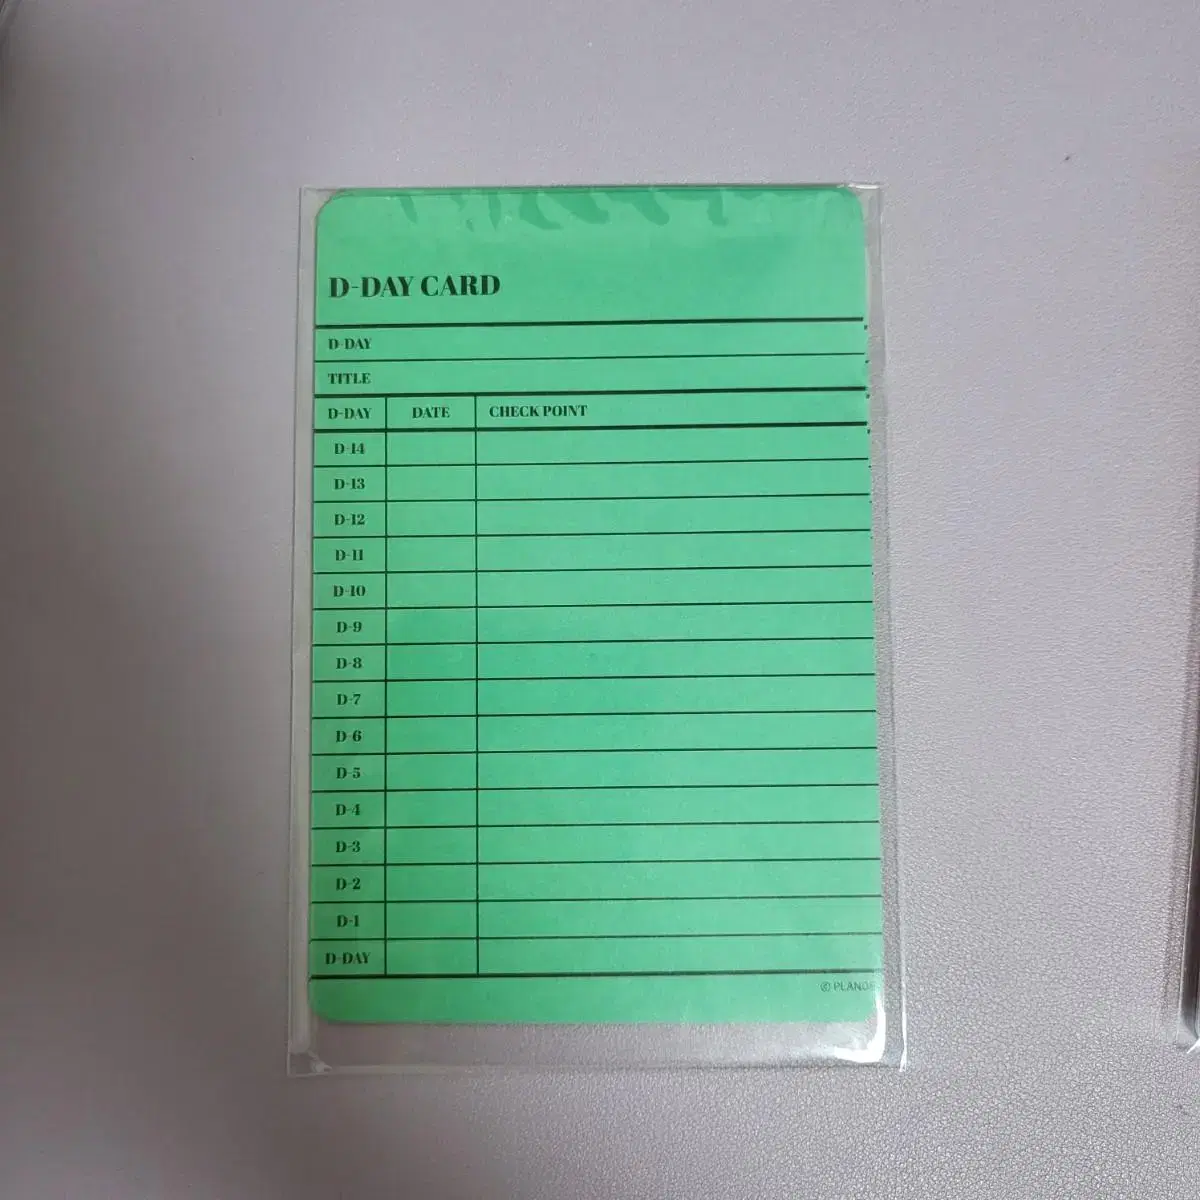 D-DAY CARD
D-DAY
TITLE
D-DAY DATE CHECK POINT
D-14
D-13
D-12
D-11
D-10
D-9
D-8
D-7
D-6
D-5
D-4
D-3
D-2
D-1
D-DAY